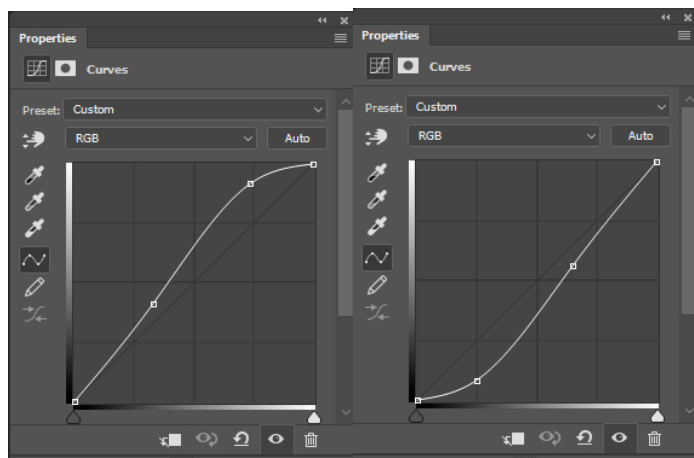 Properties
Curves
Preset: Custom
RGB
Auto
Properties
Curves
Preset: Custom
RGB
Auto